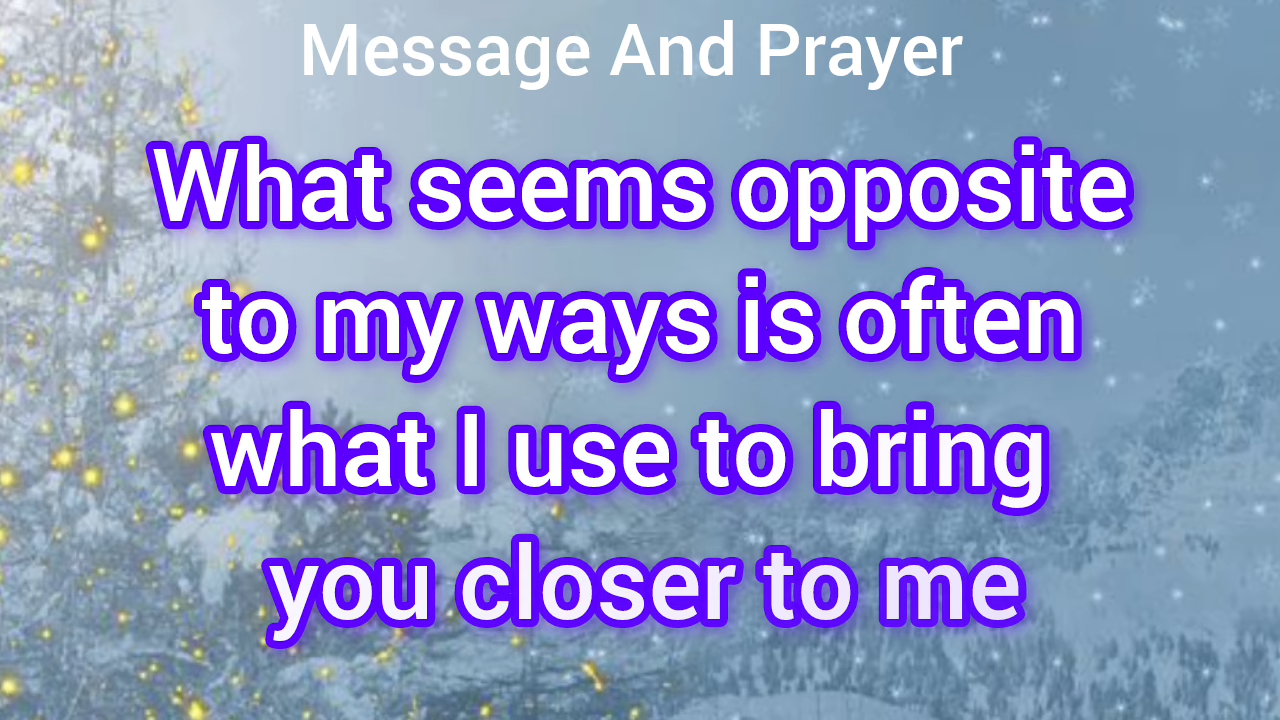 Message And Prayer
What seems opposite
to my ways is often
what I use to bring
you closer to me